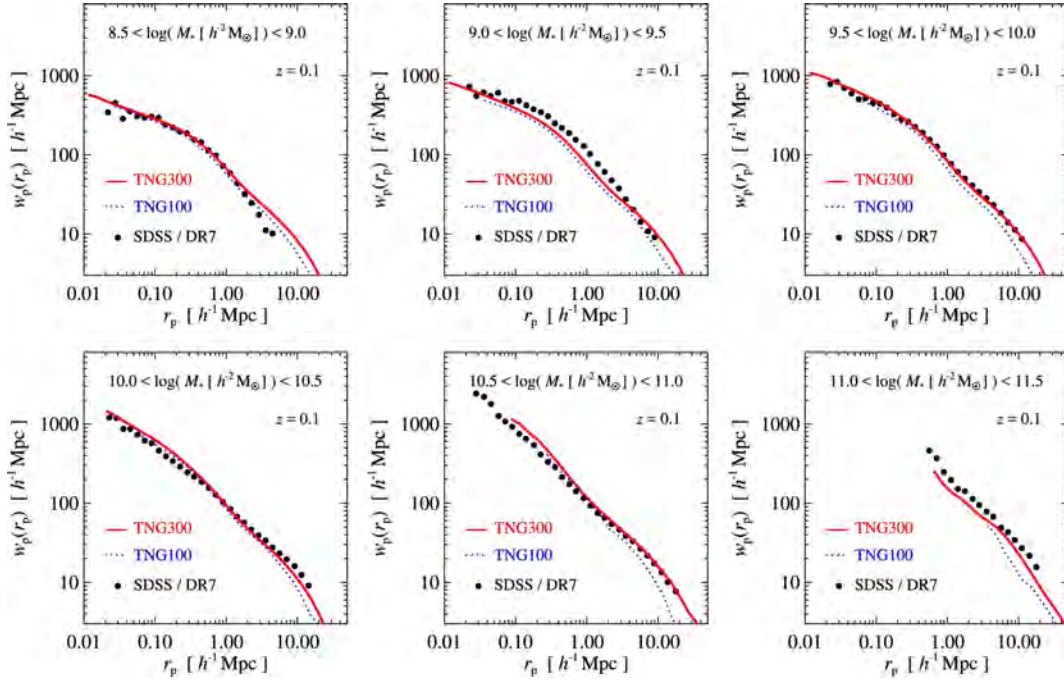 8.5 < log( M* [ h⁻² M☉] ) < 9.0
z = 0.1
1000
100
10
wp(rp) [ h⁻¹ Mpc ]
TNG300
TNG100
SDSS / DR7
0.01 0.10 1.00 10.00
rp [ h⁻¹ Mpc ]
9.0 < log( M* [ h⁻² M☉] ) < 9.5
z = 0.1
1000
100
10
wp(rp) [ h⁻¹ Mpc ]
TNG300
TNG100
SDSS / DR7
0.01 0.10 1.00 10.00
rp [ h⁻¹ Mpc ]
9.5 < log( M* [ h⁻² M☉] ) < 10.0
z = 0.1
1000
100
10
wp(rp) [ h⁻¹ Mpc ]
TNG300
TNG100
SDSS / DR7
0.01 0.10 1.00 10.00
rp [ h⁻¹ Mpc ]
10.0 < log( M* [ h⁻² M☉] ) < 10.5
z = 0.1
1000
100
10
wp(rp) [ h⁻¹ Mpc ]
TNG300
TNG100
SDSS / DR7
0.01 0.10 1.00 10.00
rp [ h⁻¹ Mpc ]
10.5 < log( M* [ h⁻² M☉] ) < 11.0
z = 0.1
1000
100
10
wp(rp) [ h⁻¹ Mpc ]
TNG300
TNG100
SDSS / DR7
0.01 0.10 1.00 10.00
rp [ h⁻¹ Mpc ]
11.0 < log( M* [ h⁻² M☉] ) < 11.5
z = 0.1
1000
100
10
wp(rp) [ h⁻¹ Mpc ]
TNG300
TNG100
SDSS / DR7
0.01 0.10 1.00 10.00
rp [ h⁻¹ Mpc ]